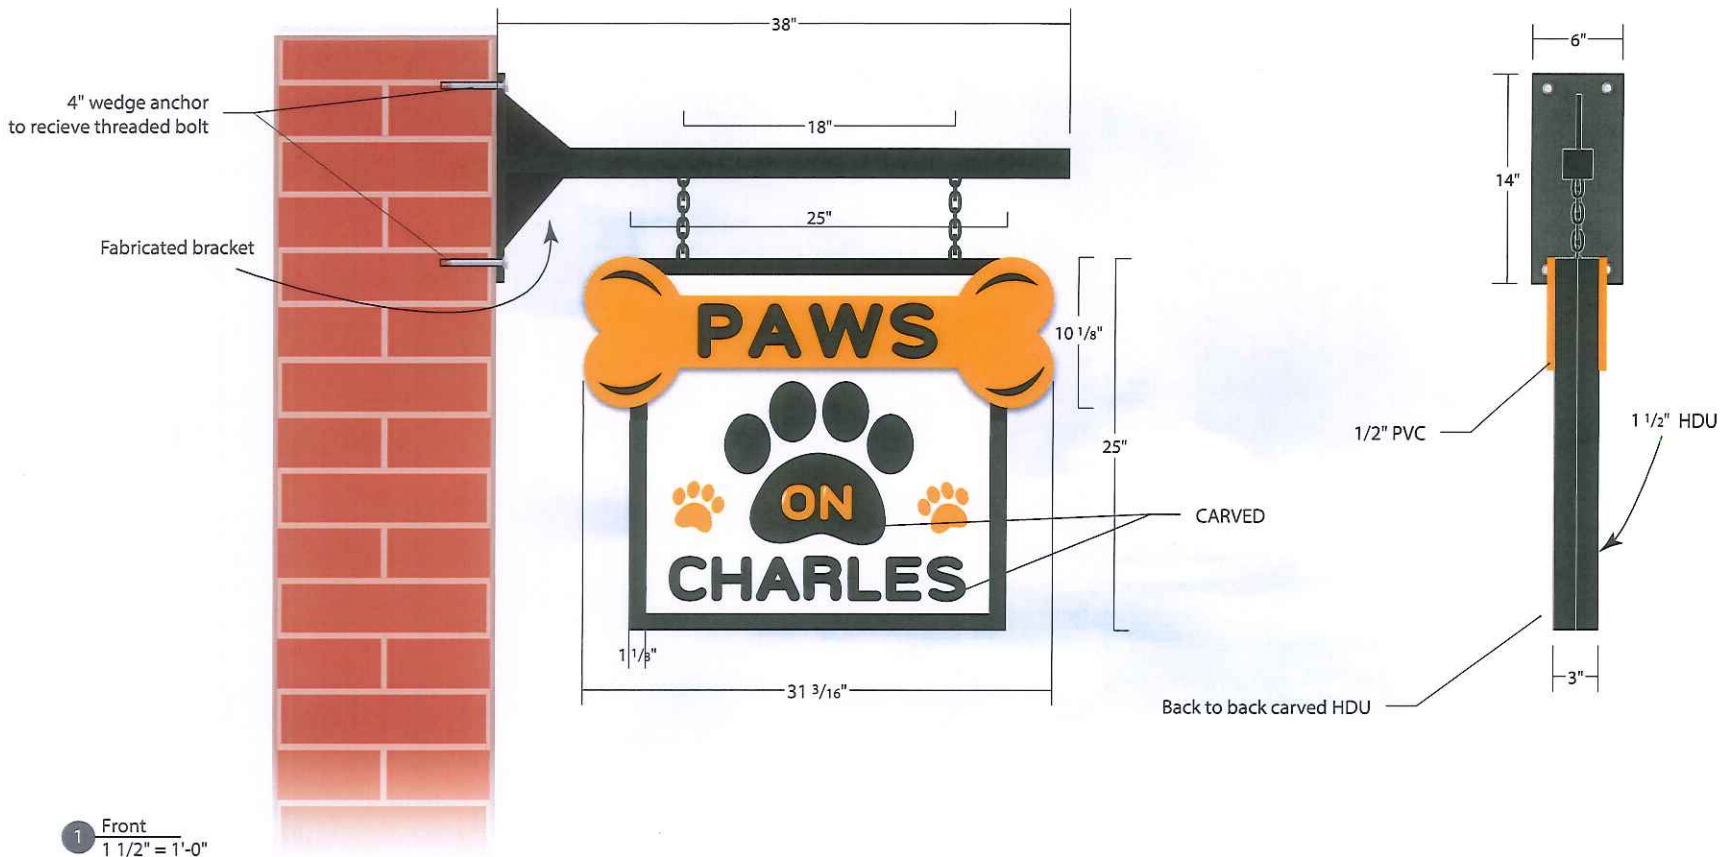 38"
6"
4" wedge anchor
to recieve threaded bolt
18"
14"
25"
Fabricated bracket
PAWS
10 1/8"
25"
1/2" PVC
1 1/2" HDU
ON
CARVED
CHARLES
1 1/8"
31 3/16"
3"
Back to back carved HDU
1
Front
1 1/2" = 1'-0"